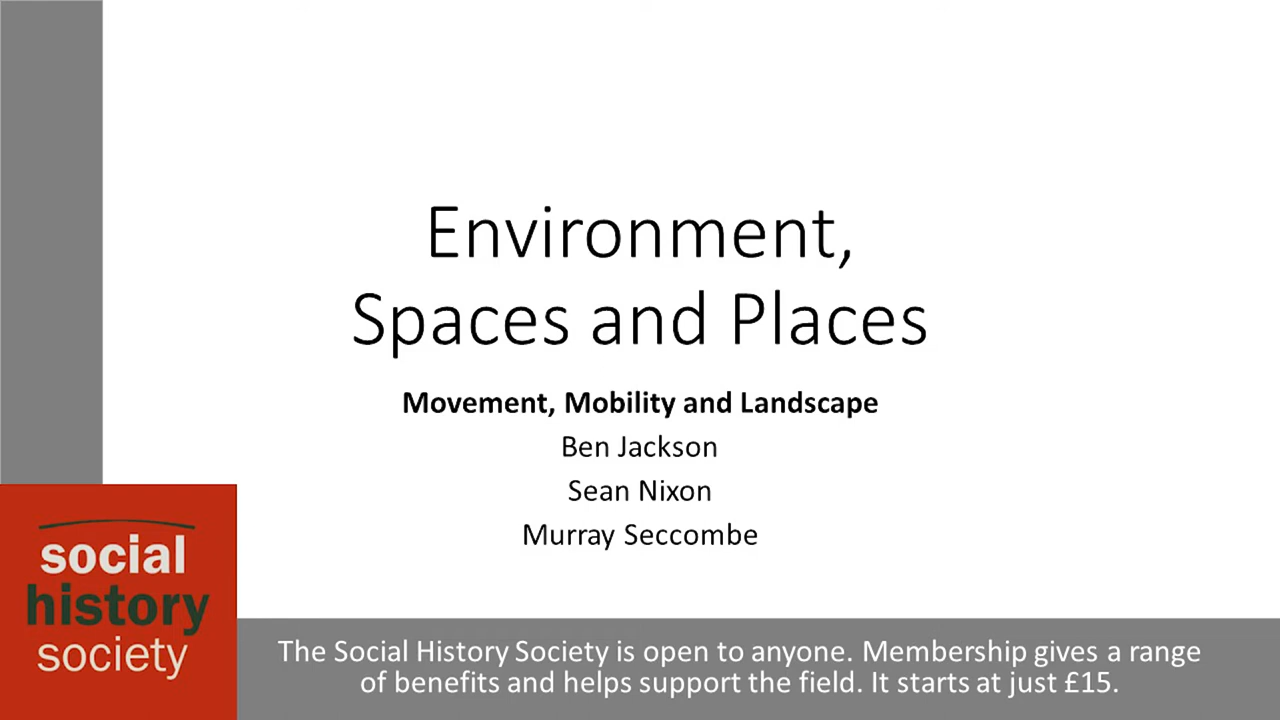 Environment,
Spaces and Places
Movement, Mobility and Landscape
Ben Jackson
Sean Nixon
Murray Seccombe
social
history
society
The Social History Society is open to anyone. Membership gives a range
of benefits and helps support the field. It starts at just £15.